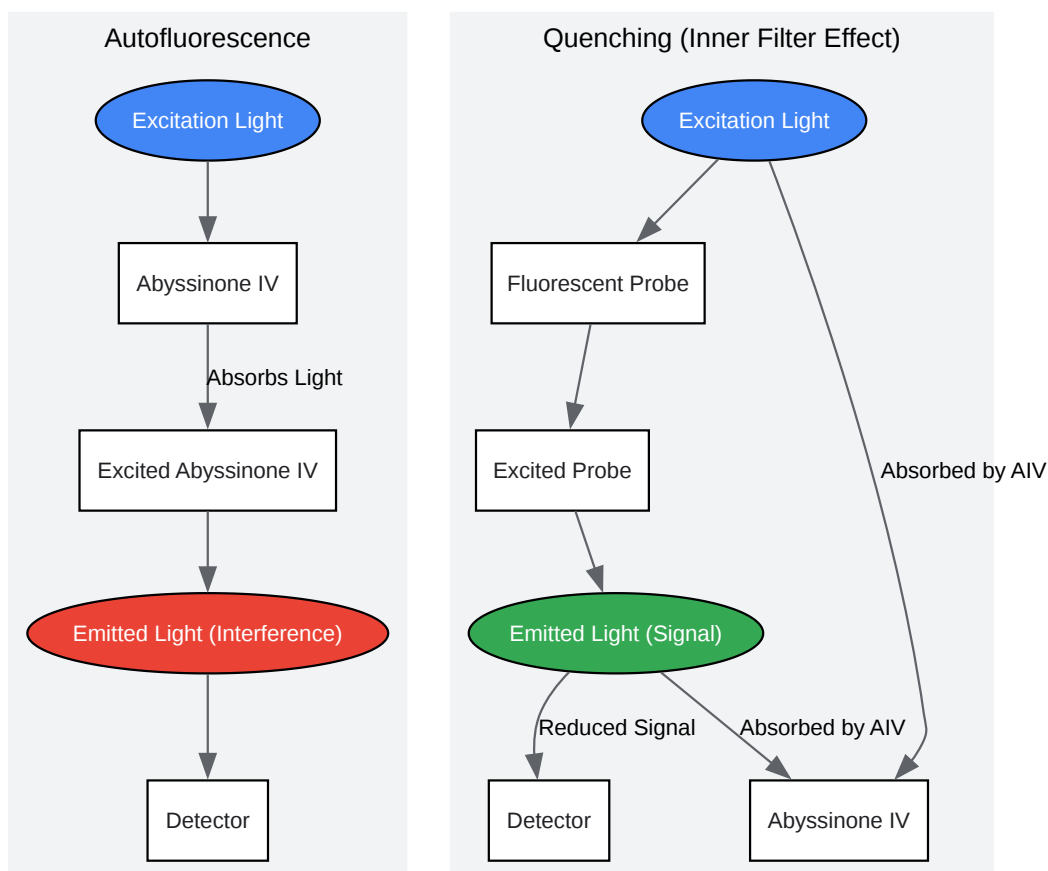 Autofluorescence
Excitation Light
Abyssinone IV
Absorbs Light
Excited Abyssinone IV
Emitted Light (Interference)
Detector
Quenching (Inner Filter Effect)
Excitation Light
Fluorescent Probe
Excited Probe
Absorbed by AIV
Emitted Light (Signal)
Reduced Signal
Absorbed by AIV
Detector
Abyssinone IV